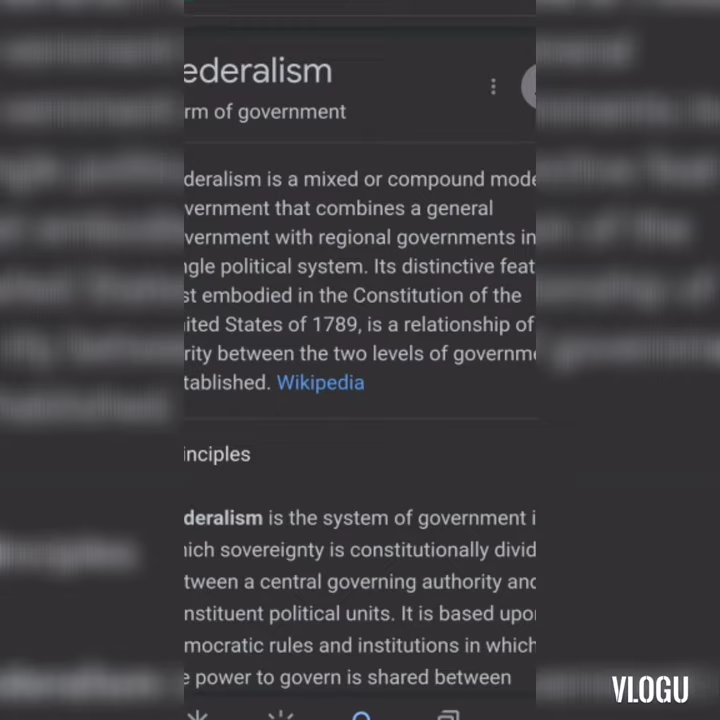 ederalism
rm of government
deralism is a mixed or compound mode
vernment that combines a general
vernment with regional governments in
ngle political system. Its distinctive feat
st embodied in the Constitution of the
ited States of 1789, is a relationship of
rity between the two levels of governme
tablished. Wikipedia
inciples
deralism is the system of government i
hich sovereignty is constitutionally divid
tween a central governing authority and
nstituent political units. It is based upon
mocratic rules and institutions in which
e power to govern is shared between
VLOGU